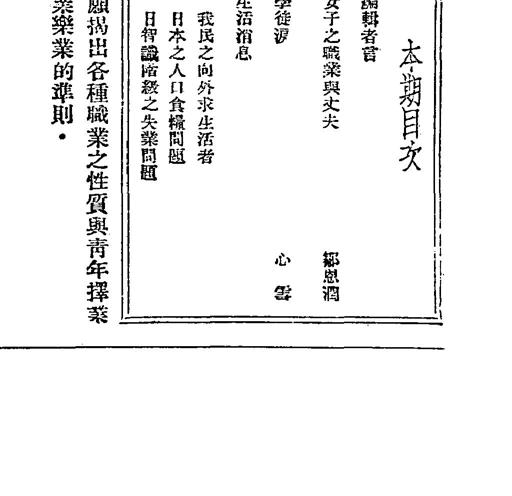 本期目次
編輯者言
女子之職業與丈夫 鄒恩潤
學徒淚 心雲
生活消息
我民之向外求生活者
日本之人口食糧問題
日智識階級之失業問題
願揭出各種職業之性質與青年擇業
業樂業的準則·